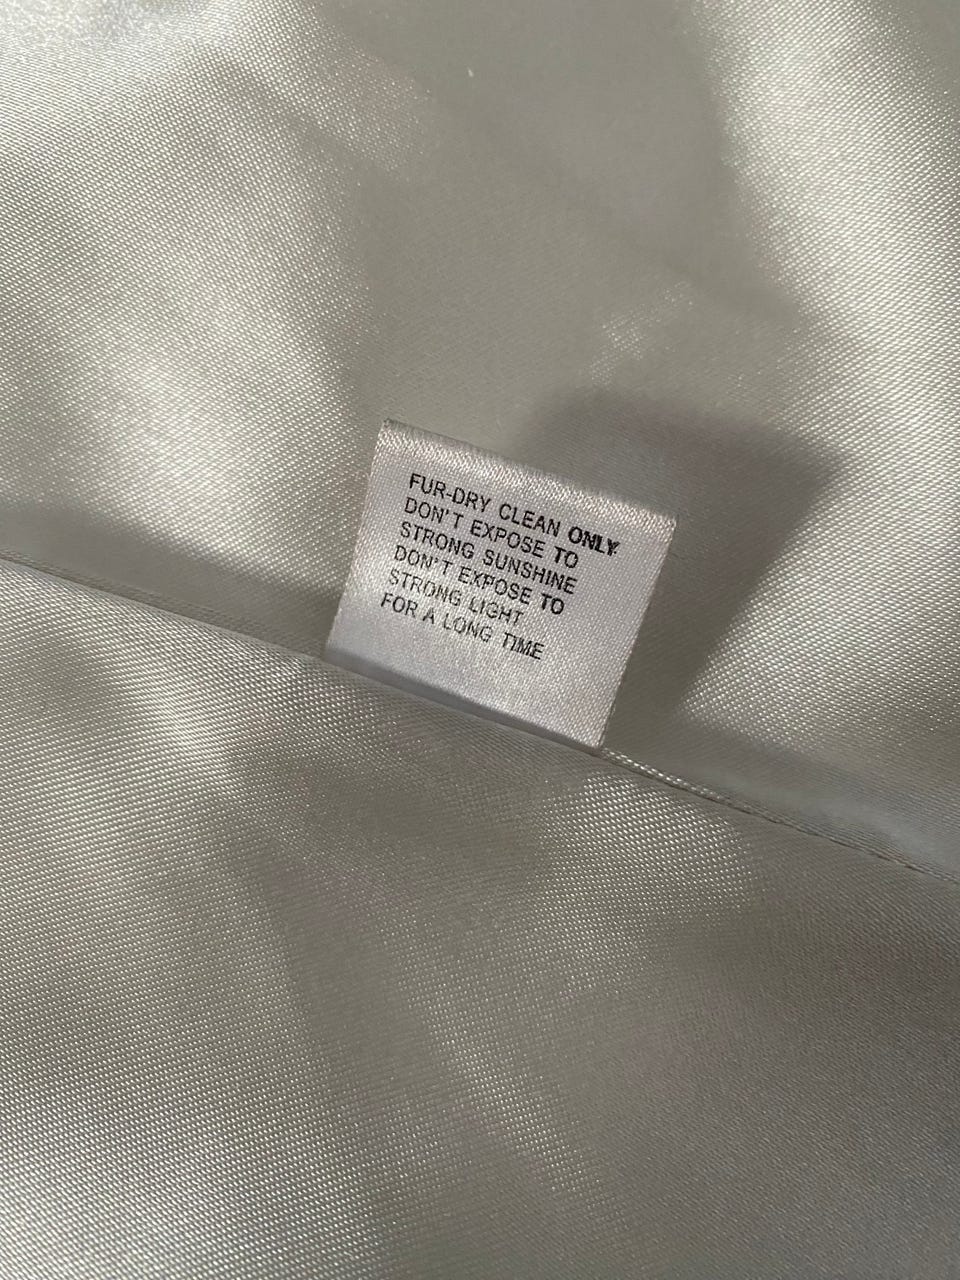 FUR-DRY CLEAN ONLY
DON'T EXPOSE TO
STRONG SUNSHINE
DON'T EXPOSE TO
STRONG LIGHT
FOR A LONG TIME